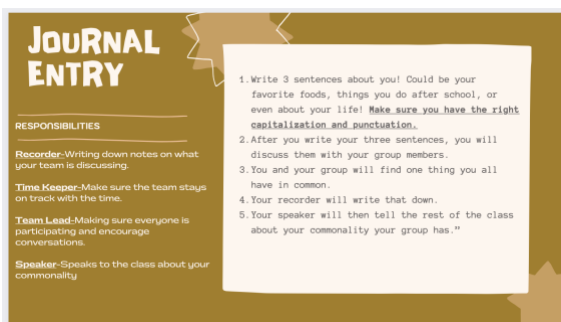 JOURNAL
ENTRY
RESPONSIBILITIES
Recorder-Writing down notes on what
your team is discussing.
Time Keeper-Make sure the team stays
on track with the time.
Team Lead-Making sure everyone is
participating and encourage
conversations.
Speaker-Speaks to the class about your
commonality
1.Write 3 sentences about you! Could be your
favorite foods, things you do after school, or
even about your life! Make sure you have the right
capitalization and punctuation.
2.After you write your three sentences, you will
discuss them with your group members.
3.You and your group will find one thing you all
have in common.
4.Your recorder will write that down.
5.Your speaker will then tell the rest of the class
about your commonality your group has."